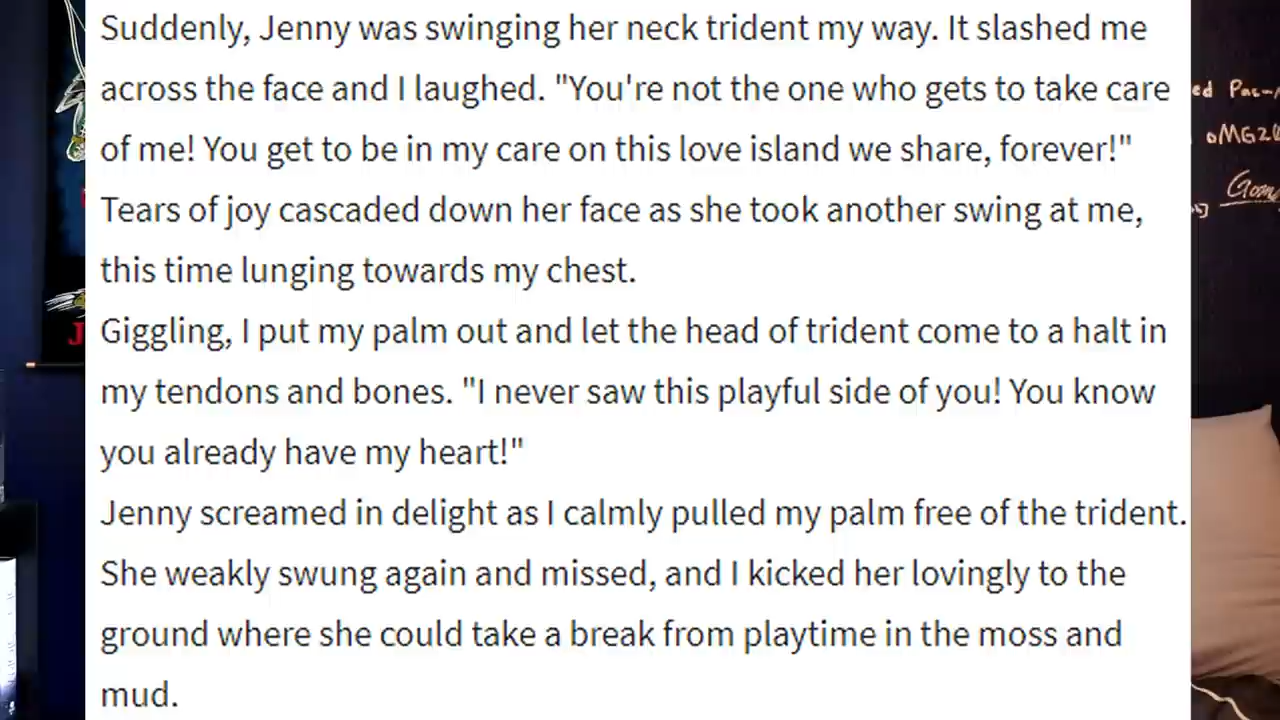 Suddenly, Jenny was swinging her neck trident my way. It slashed me
across the face and I laughed. "You're not the one who gets to take care
of me! You get to be in my care on this love island we share, forever!"
Tears of joy cascaded down her face as she took another swing at me,
this time lunging towards my chest.
Giggling, I put my palm out and let the head of trident come to a halt in
my tendons and bones. "I never saw this playful side of you! You know
you already have my heart!"
Jenny screamed in delight as I calmly pulled my palm free of the trident.
She weakly swung again and missed, and I kicked her lovingly to the
ground where she could take a break from playtime in the moss and
mud.